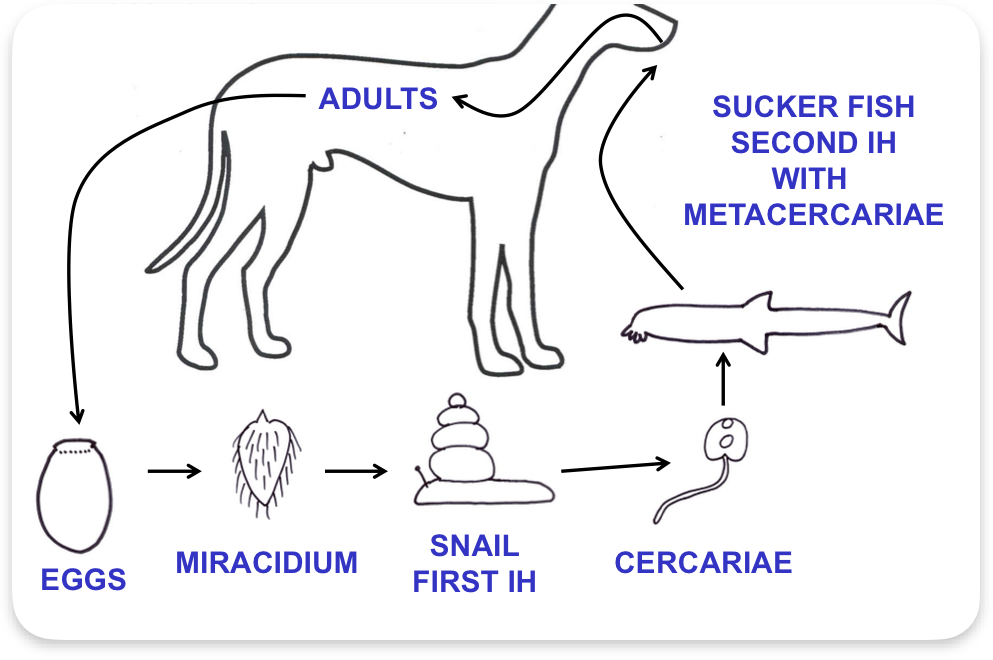 ADULTS
SUCKER FISH
SECOND IH
WITH
METACERCARIAE
EGGS
MIRACIDIUM
SNAIL
FIRST IH
CERCARIAE